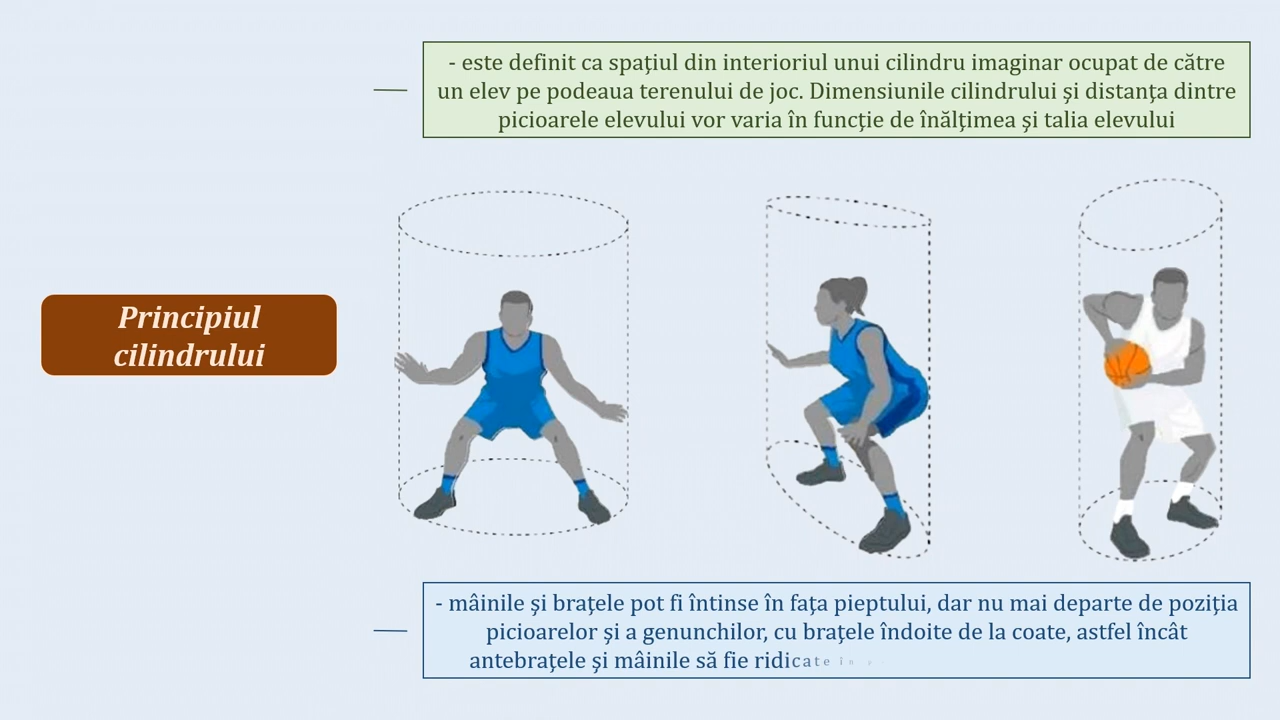 - este definit ca spațiul din interioriul unui cilindru imaginar ocupat de către
un elev pe podeaua terenului de joc. Dimensiunile cilindrului și distanța dintre
picioarele elevului vor varia în funcție de înălțimea și talia elevului
Principiul
cilindrului
- mâinile și brațele pot fi întinse în fața pieptului, dar nu mai departe de poziția
picioarelor și a genunchilor, cu brațele îndoite de la coate, astfel încât
antebrațele și mâinile să fie ridicate în